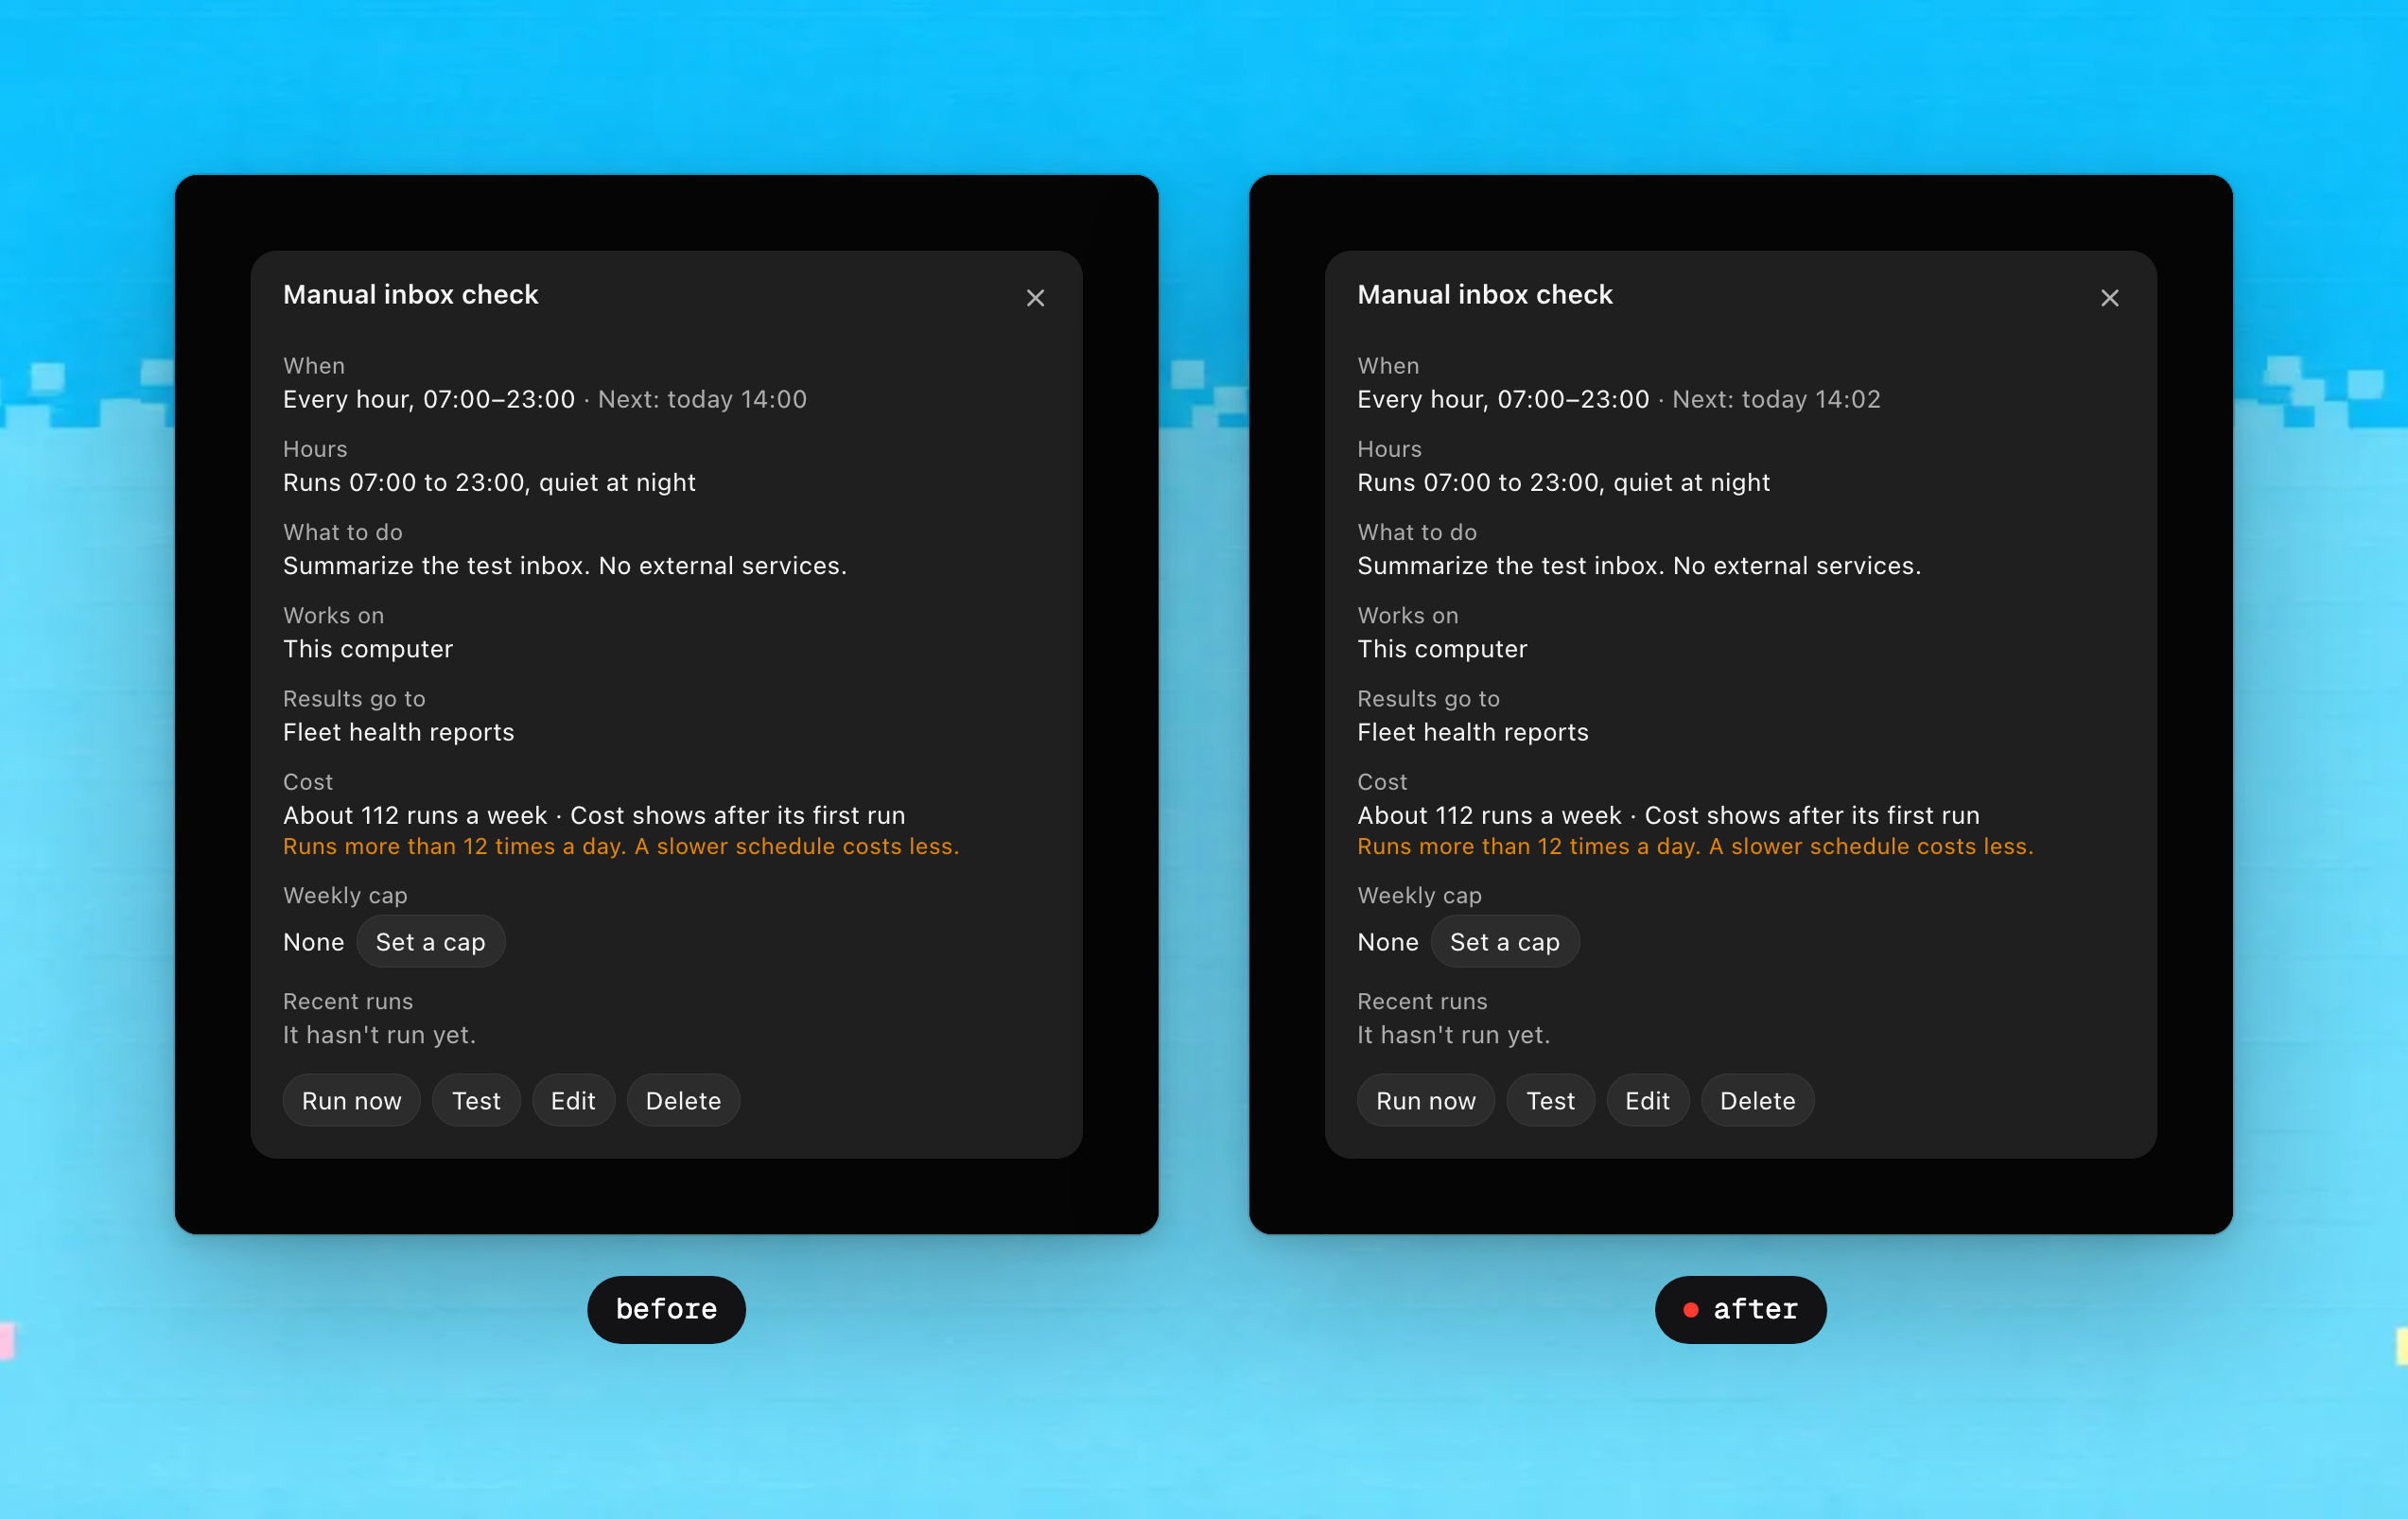 Manual inbox check
When
Every hour, 07:00–23:00 · Next: today 14:00
Hours
Runs 07:00 to 23:00, quiet at night
What to do
Summarize the test inbox. No external services.
Works on
This computer
Results go to
Fleet health reports
Cost
About 112 runs a week · Cost shows after its first run
Runs more than 12 times a day. A slower schedule costs less.
Weekly cap
None Set a cap
Recent runs
It hasn't run yet.
Run now Test Edit Delete
before
Manual inbox check
When
Every hour, 07:00–23:00 · Next: today 14:02
Hours
Runs 07:00 to 23:00, quiet at night
What to do
Summarize the test inbox. No external services.
Works on
This computer
Results go to
Fleet health reports
Cost
About 112 runs a week · Cost shows after its first run
Runs more than 12 times a day. A slower schedule costs less.
Weekly cap
None Set a cap
Recent runs
It hasn't run yet.
Run now Test Edit Delete
after